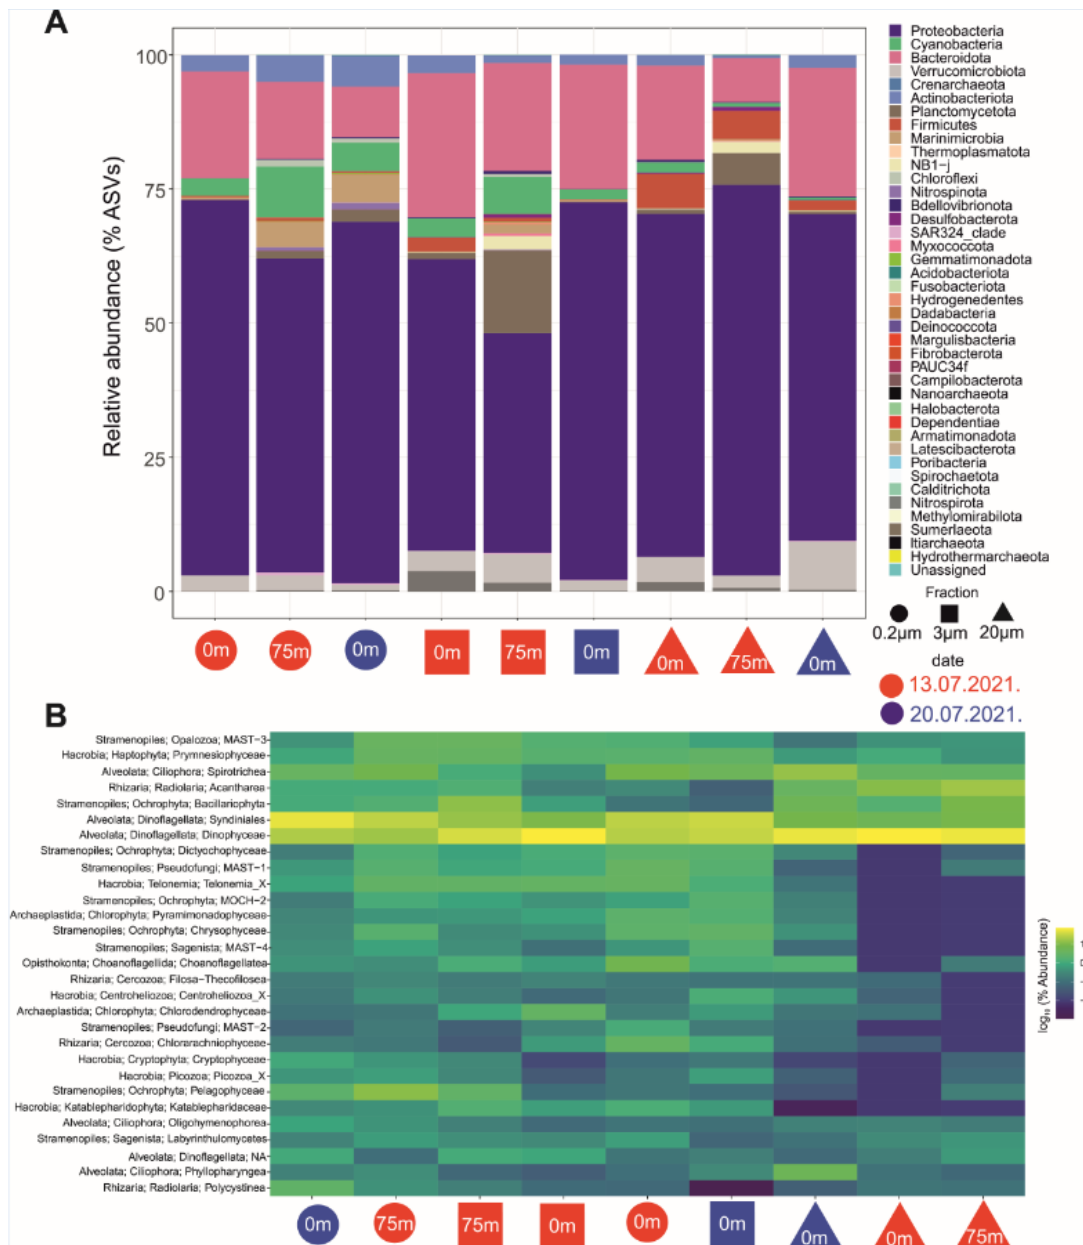 A
Relative abundance (% ASVs)
100
75
50
25
0
0m
75m
0m
0m
75m
0m
0m
75m
0m
Proteobacteria
Cyanobacteria
Bacteroidota
Verrucomicrobiota
Crenarchaeota
Actinobacteriota
Planctomycetota
Firmicutes
Marinimicrobia
Thermoplasmatota
NB1-j
Chloroflexi
Nitrospinota
Bdellovibrionota
Desulfobacterota
SAR324_clade
Myxococcota
Gemmatimonadota
Acidobacteriota
Fusobacteriota
Hydrogenedentes
Dadabacteria
Deinococcota
Margulisbacteria
Fibrobacterota
PAUC34f
Campilobacterota
Nanoarchaeota
Halobacterota
Dependentiae
Armatimonadota
Latescibacterota
Poribacteria
Spirochaetota
Calditrichota
Nitrospirota
Methylomirabilota
Sumerlaeota
Itiarchaeota
Hydrothermarchaeota
Unassigned
Fraction
0.2µm 3µm 20µm
date
13.07.2021.
20.07.2021.
B
Stramenopiles; Opalozoa; MAST-3
Hacrobia; Haptophyta; Prymnesiophyceae
Alveolata; Ciliophora; Spirotrichea
Rhizaria; Radiolaria; Acantharea
Stramenopiles; Ochrophyta; Bacillariophyta
Alveolata; Dinoflagellata; Syndiniales
Alveolata; Dinoflagellata; Dinophyceae
Stramenopiles; Ochrophyta; Dictyochophyceae
Stramenopiles; Pseudofungi; MAST-1
Hacrobia; Telonemia; Telonemia_X
Stramenopiles; Ochrophyta; MOCH-2
Archaeplastida; Chlorophyta; Pyramimonadophyceae
Stramenopiles; Ochrophyta; Chrysophyceae
Stramenopiles; Sagenista; MAST-4
Opisthokonta; Choanoflagellida; Choanoflagellatea
Rhizaria; Cercozoa; Filosa-Thecofilosea
Hacrobia; Centroheliozoa; Centroheliozoa_X
Archaeplastida; Chlorophyta; Chlorodendrophyceae
Stramenopiles; Pseudofungi; MAST-2
Rhizaria; Cercozoa; Chlorarachniophyceae
Hacrobia; Cryptophyta; Cryptophyceae
Hacrobia; Picozoa; Picozoa_X
Stramenopiles; Ochrophyta; Pelagophyceae
Hacrobia; Katablepharidophyta; Katablepharidaceae
Alveolata; Ciliophora; Oligohymenophorea
Stramenopiles; Sagenista; Labyrinthulomycetes
Alveolata; Dinoflagellata; NA
Alveolata; Ciliophora; Phyllopharyngea
Rhizaria; Radiolaria; Polycystinea
0m
75m
75m
0m
0m
0m
0m
0m
75m
log₁₀ (% Abundance)